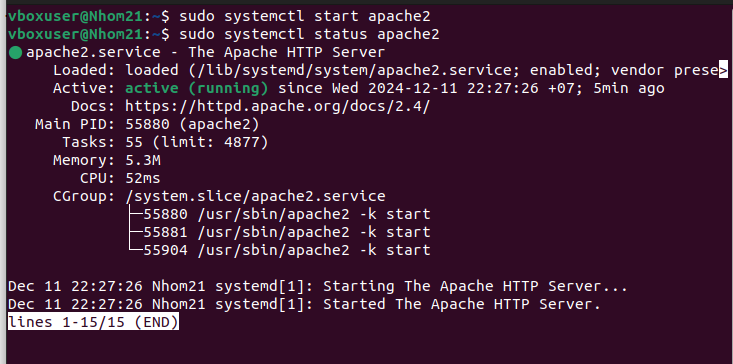 vboxuser@Nhom21:~$ sudo systemctl start apache2
vboxuser@Nhom21:~$ sudo systemctl status apache2
● apache2.service - The Apache HTTP Server
     Loaded: loaded (/lib/systemd/system/apache2.service; enabled; vendor prese>
     Active: active (running) since Wed 2024-12-11 22:27:26 +07; 5min ago
       Docs: https://httpd.apache.org/docs/2.4/
   Main PID: 55880 (apache2)
      Tasks: 55 (limit: 4877)
     Memory: 5.3M
        CPU: 52ms
     CGroup: /system.slice/apache2.service
             ├─55880 /usr/sbin/apache2 -k start
             ├─55881 /usr/sbin/apache2 -k start
             └─55904 /usr/sbin/apache2 -k start

Dec 11 22:27:26 Nhom21 systemd[1]: Starting The Apache HTTP Server...
Dec 11 22:27:26 Nhom21 systemd[1]: Started The Apache HTTP Server.
lines 1-15/15 (END)